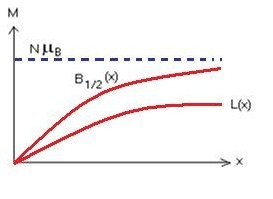 M
NμB
B1/2(x)
L(x)
x